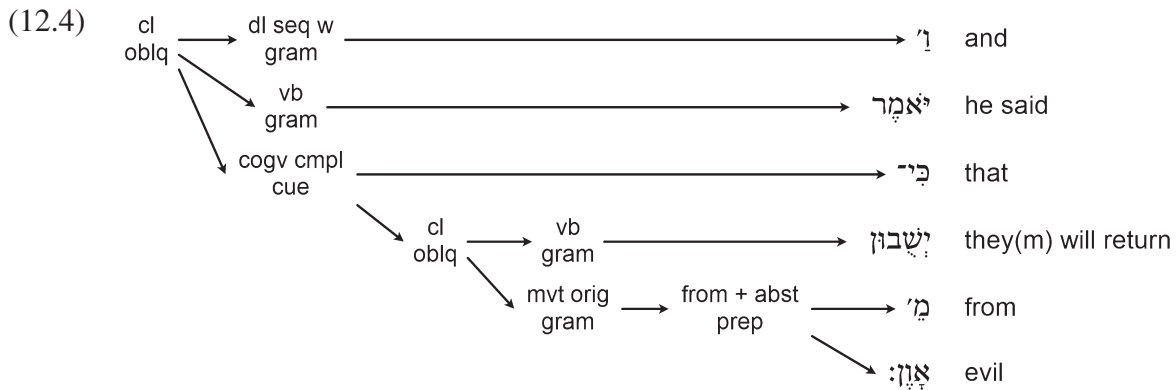 (12.4)
cl oblq
dl seq w gram
וַ׳ and
vb gram
יֹּאמֶר he said
cogv cmpl cue
כִּי־ that
cl oblq
vb gram
יְשֻׁבוּן they(m) will return
mvt orig gram
from + abst prep
מֵ׳ from
אָוֶן׃ evil